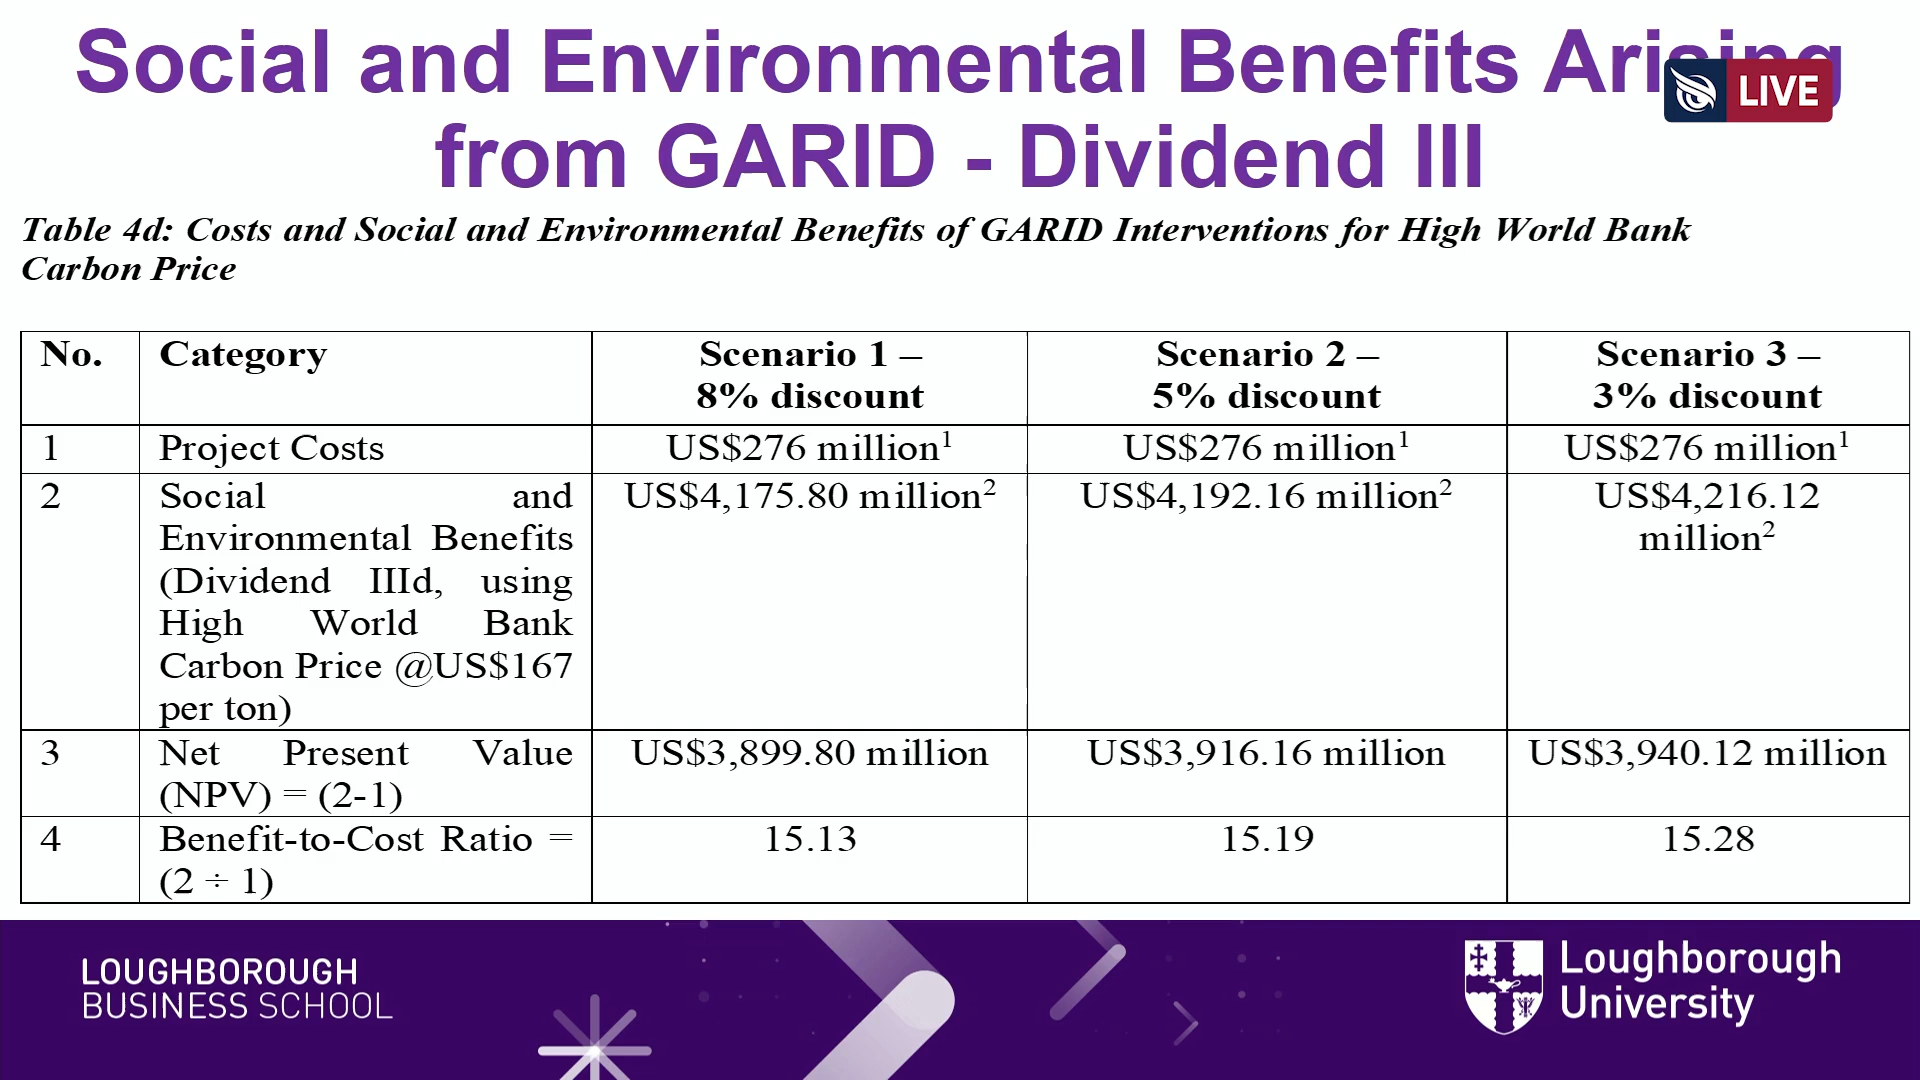 Social and Environmental Benefits Arising
LIVE
from GARID - Dividend III
Table 4d: Costs and Social and Environmental Benefits of GARID Interventions for High World Bank
Carbon Price
No.
Category
Scenario 1 –
8% discount
Scenario 2 –
5% discount
Scenario 3 –
3% discount
1
Project Costs
US$276 million¹
US$276 million¹
US$276 million¹
2
Social and
Environmental Benefits
(Dividend IIId, using
High World Bank
Carbon Price @US$167
per ton)
US$4,175.80 million²
US$4,192.16 million²
US$4,216.12
million²
3
Net Present Value
(NPV) = (2-1)
US$3,899.80 million
US$3,916.16 million
US$3,940.12 million
4
Benefit-to-Cost Ratio =
(2 ÷ 1)
15.13
15.19
15.28
LOUGHBOROUGH
BUSINESS SCHOOL
Loughborough
University